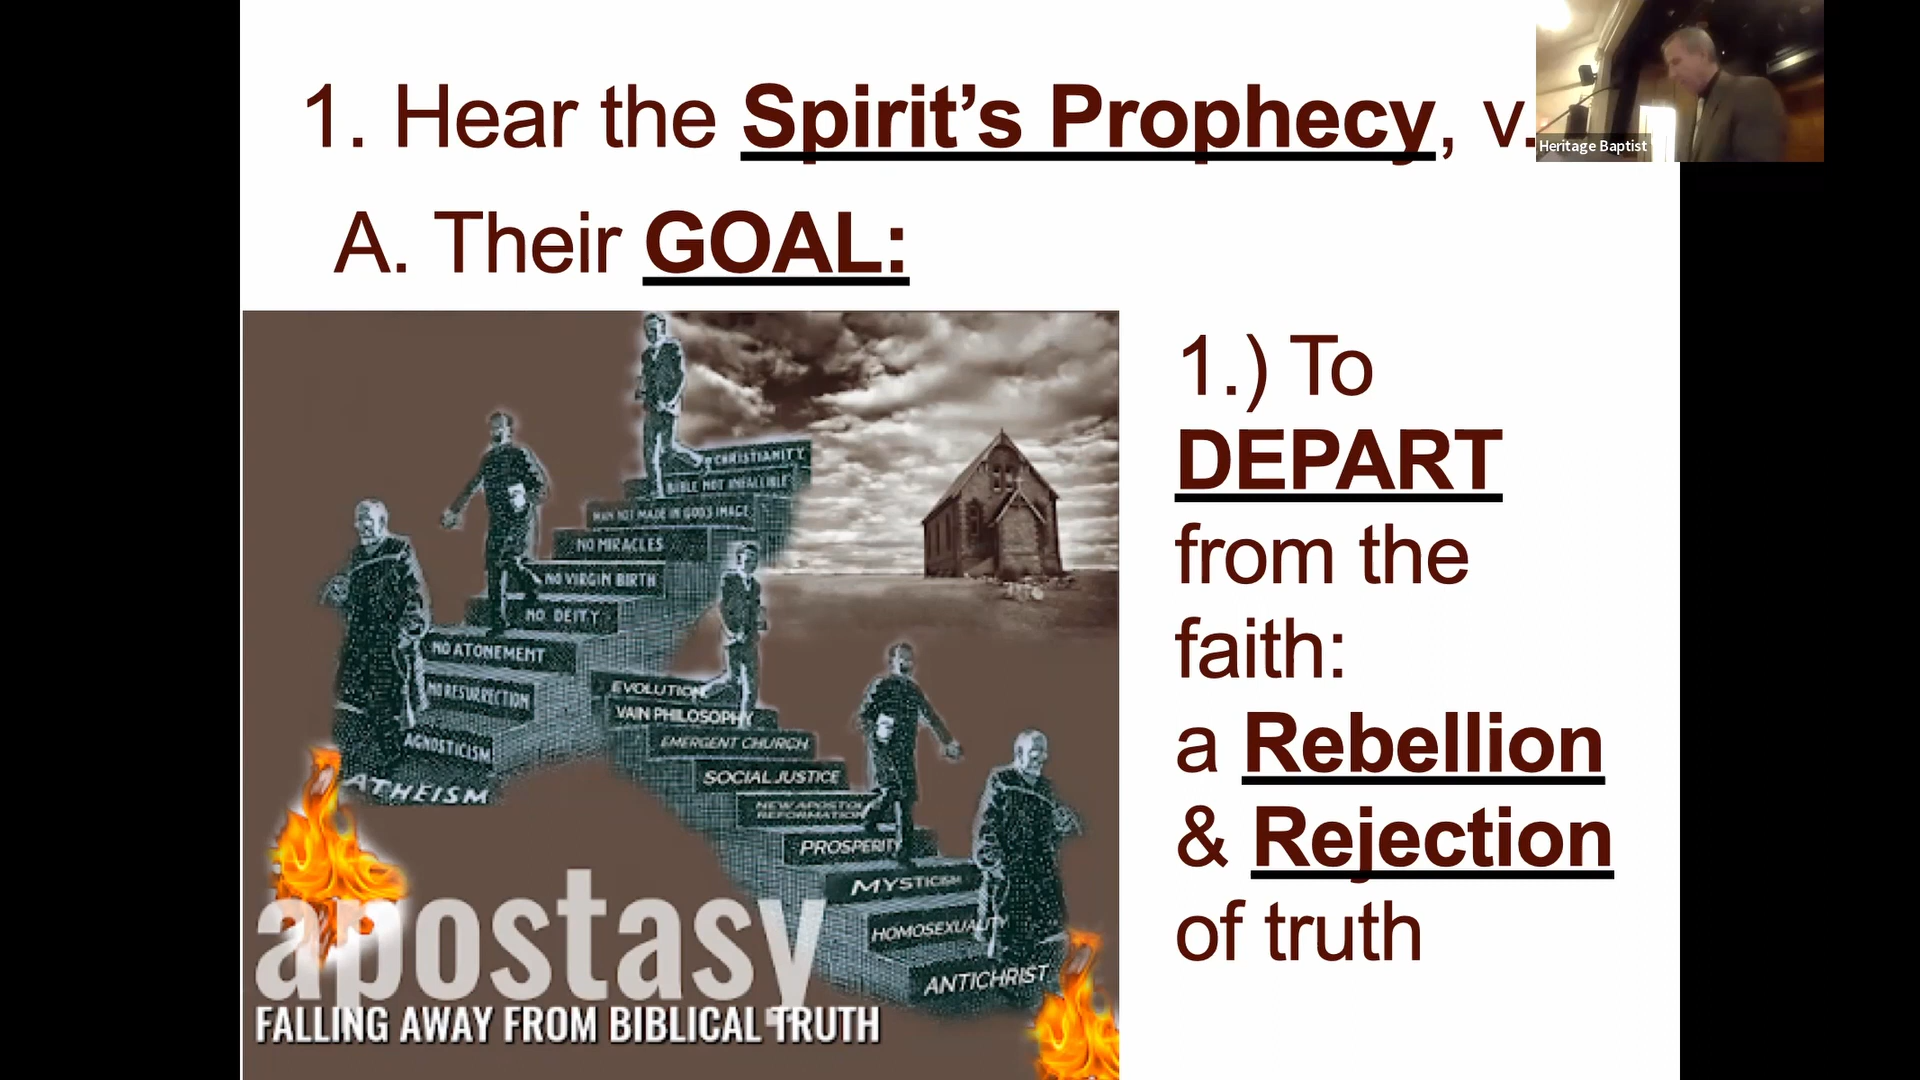 1. Hear the Spirit's Prophecy, v.
Heritage Baptist
A. Their GOAL:
CHRISTIANITY
BIBLE NOT INFALLIBLE
MAN NOT MADE IN GOD'S IMAGE
NO MIRACLES
NO VIRGIN BIRTH
NO DEITY
NO ATONEMENT
NO RESURRECTION
AGNOSTICISM
ATHEISM
EVOLUTION
VAIN PHILOSOPHY
EMERGENT CHURCH
SOCIAL JUSTICE
NEW APOSTOL
REFORMATION
PROSPERITY
MYSTICISM
HOMOSEXUALITY
ANTICHRIST
apostasy
FALLING AWAY FROM BIBLICAL TRUTH
1.) To
DEPART
from the
faith:
a Rebellion
& Rejection
of truth